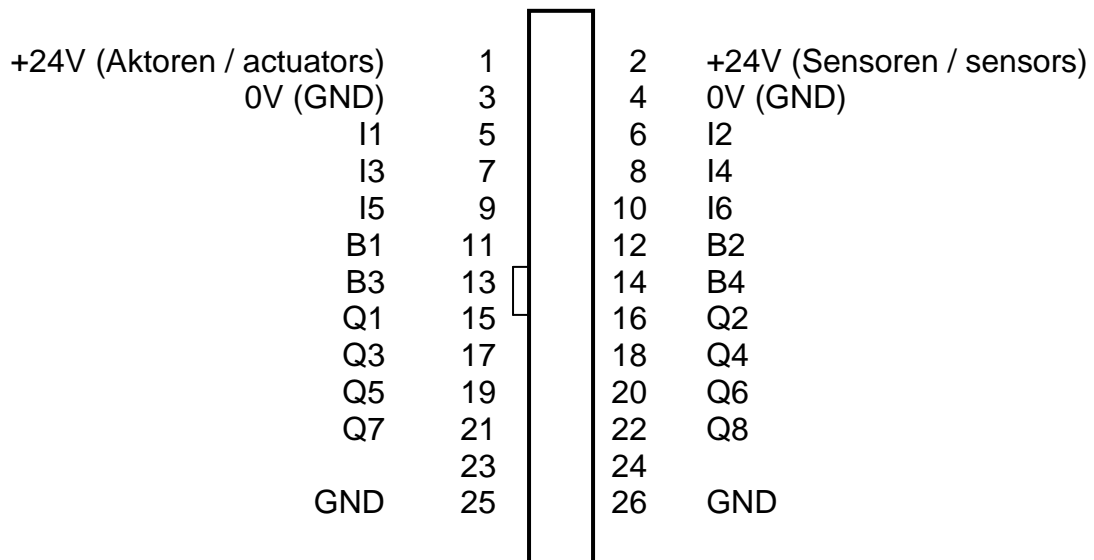 +24V (Aktoren / actuators) 1 2 +24V (Sensoren / sensors)
0V (GND) 3 4 0V (GND)
I1 5 6 I2
I3 7 8 I4
I5 9 10 I6
B1 11 12 B2
B3 13 14 B4
Q1 15 16 Q2
Q3 17 18 Q4
Q5 19 20 Q6
Q7 21 22 Q8
23 24
GND 25 26 GND